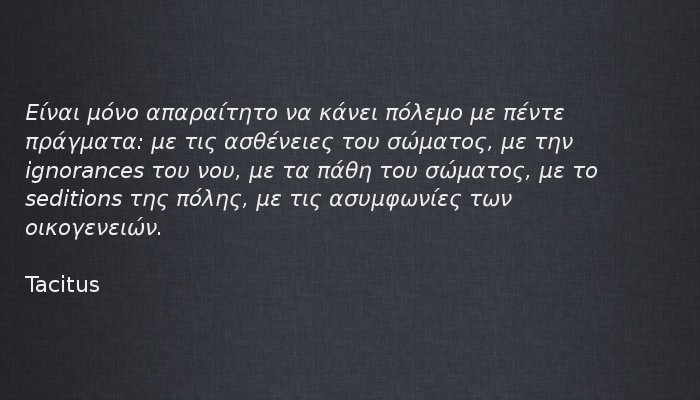 Είναι μόνο απαραίτητο να κάνει πόλεμο με πέντε
πράγματα: με τις ασθένειες του σώματος, με την
ignorances του νου, με τα πάθη του σώματος, με το
seditions της πόλης, με τις ασυμφωνίες των
οικογενειών.
Tacitus